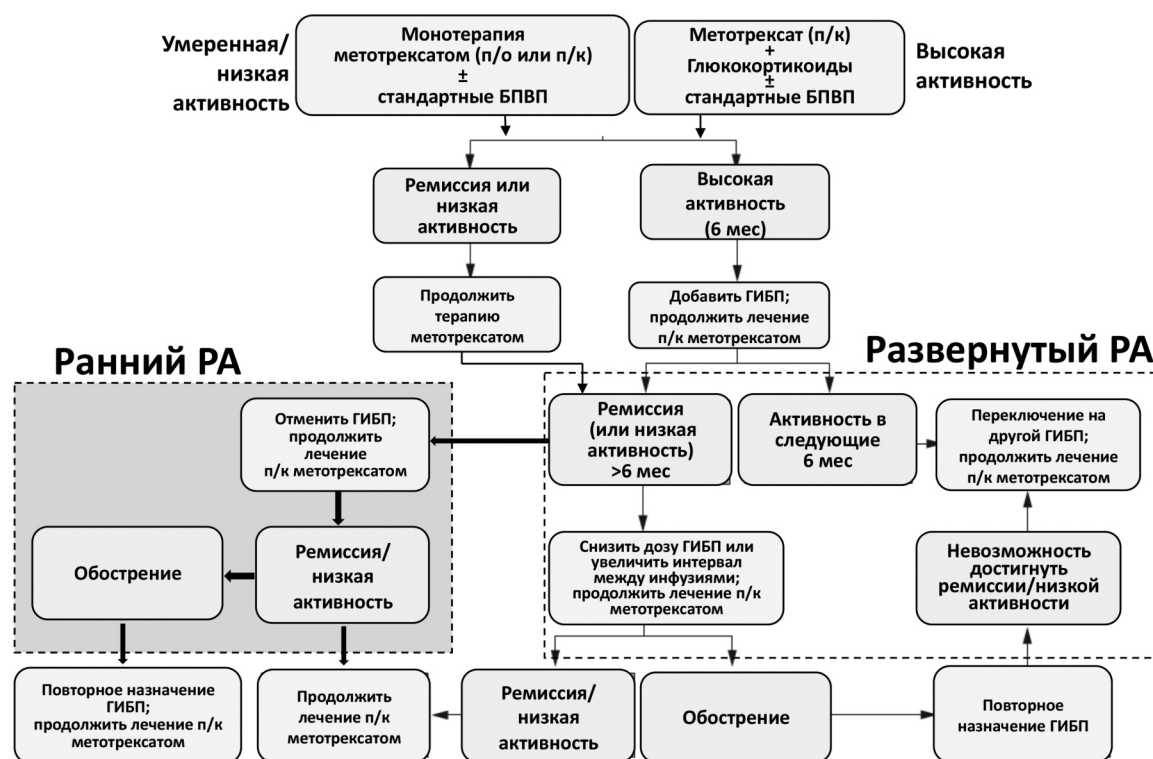 Умеренная/
низкая
активность
Монотерапия
метотрексатом (п/о или п/к)
±
стандартные БПВП
Метотрексат (п/к)
+
Глюкокортикоиды
±
стандартные БПВП
Высокая
активность
Ремиссия или
низкая
активность
Высокая
активность
(6 мес)
Продолжить
терапию
метотрексатом
Добавить ГИБП;
продолжить лечение
п/к метотрексатом
Ранний РА
Развернутый РА
Отменить ГИБП;
продолжить
лечение
п/к метотрексатом
Ремиссия
(или низкая
активность)
>6 мес
Активность в
следующие
6 мес
Переключение на
другой ГИБП;
продолжить лечение
п/к метотрексатом
Обострение
Ремиссия/
низкая
активность
Снизить дозу ГИБП или
увеличить интервал
между инфузиями;
продолжить лечение п/к
метотрексатом
Невозможность
достигнуть
ремиссии/низкой
активности
Повторное назначение
ГИБП;
продолжить лечение п/к
метотрексатом
Продолжить
лечение п/к
метотрексатом
Ремиссия/
низкая
активность
Обострение
Повторное
назначение ГИБП